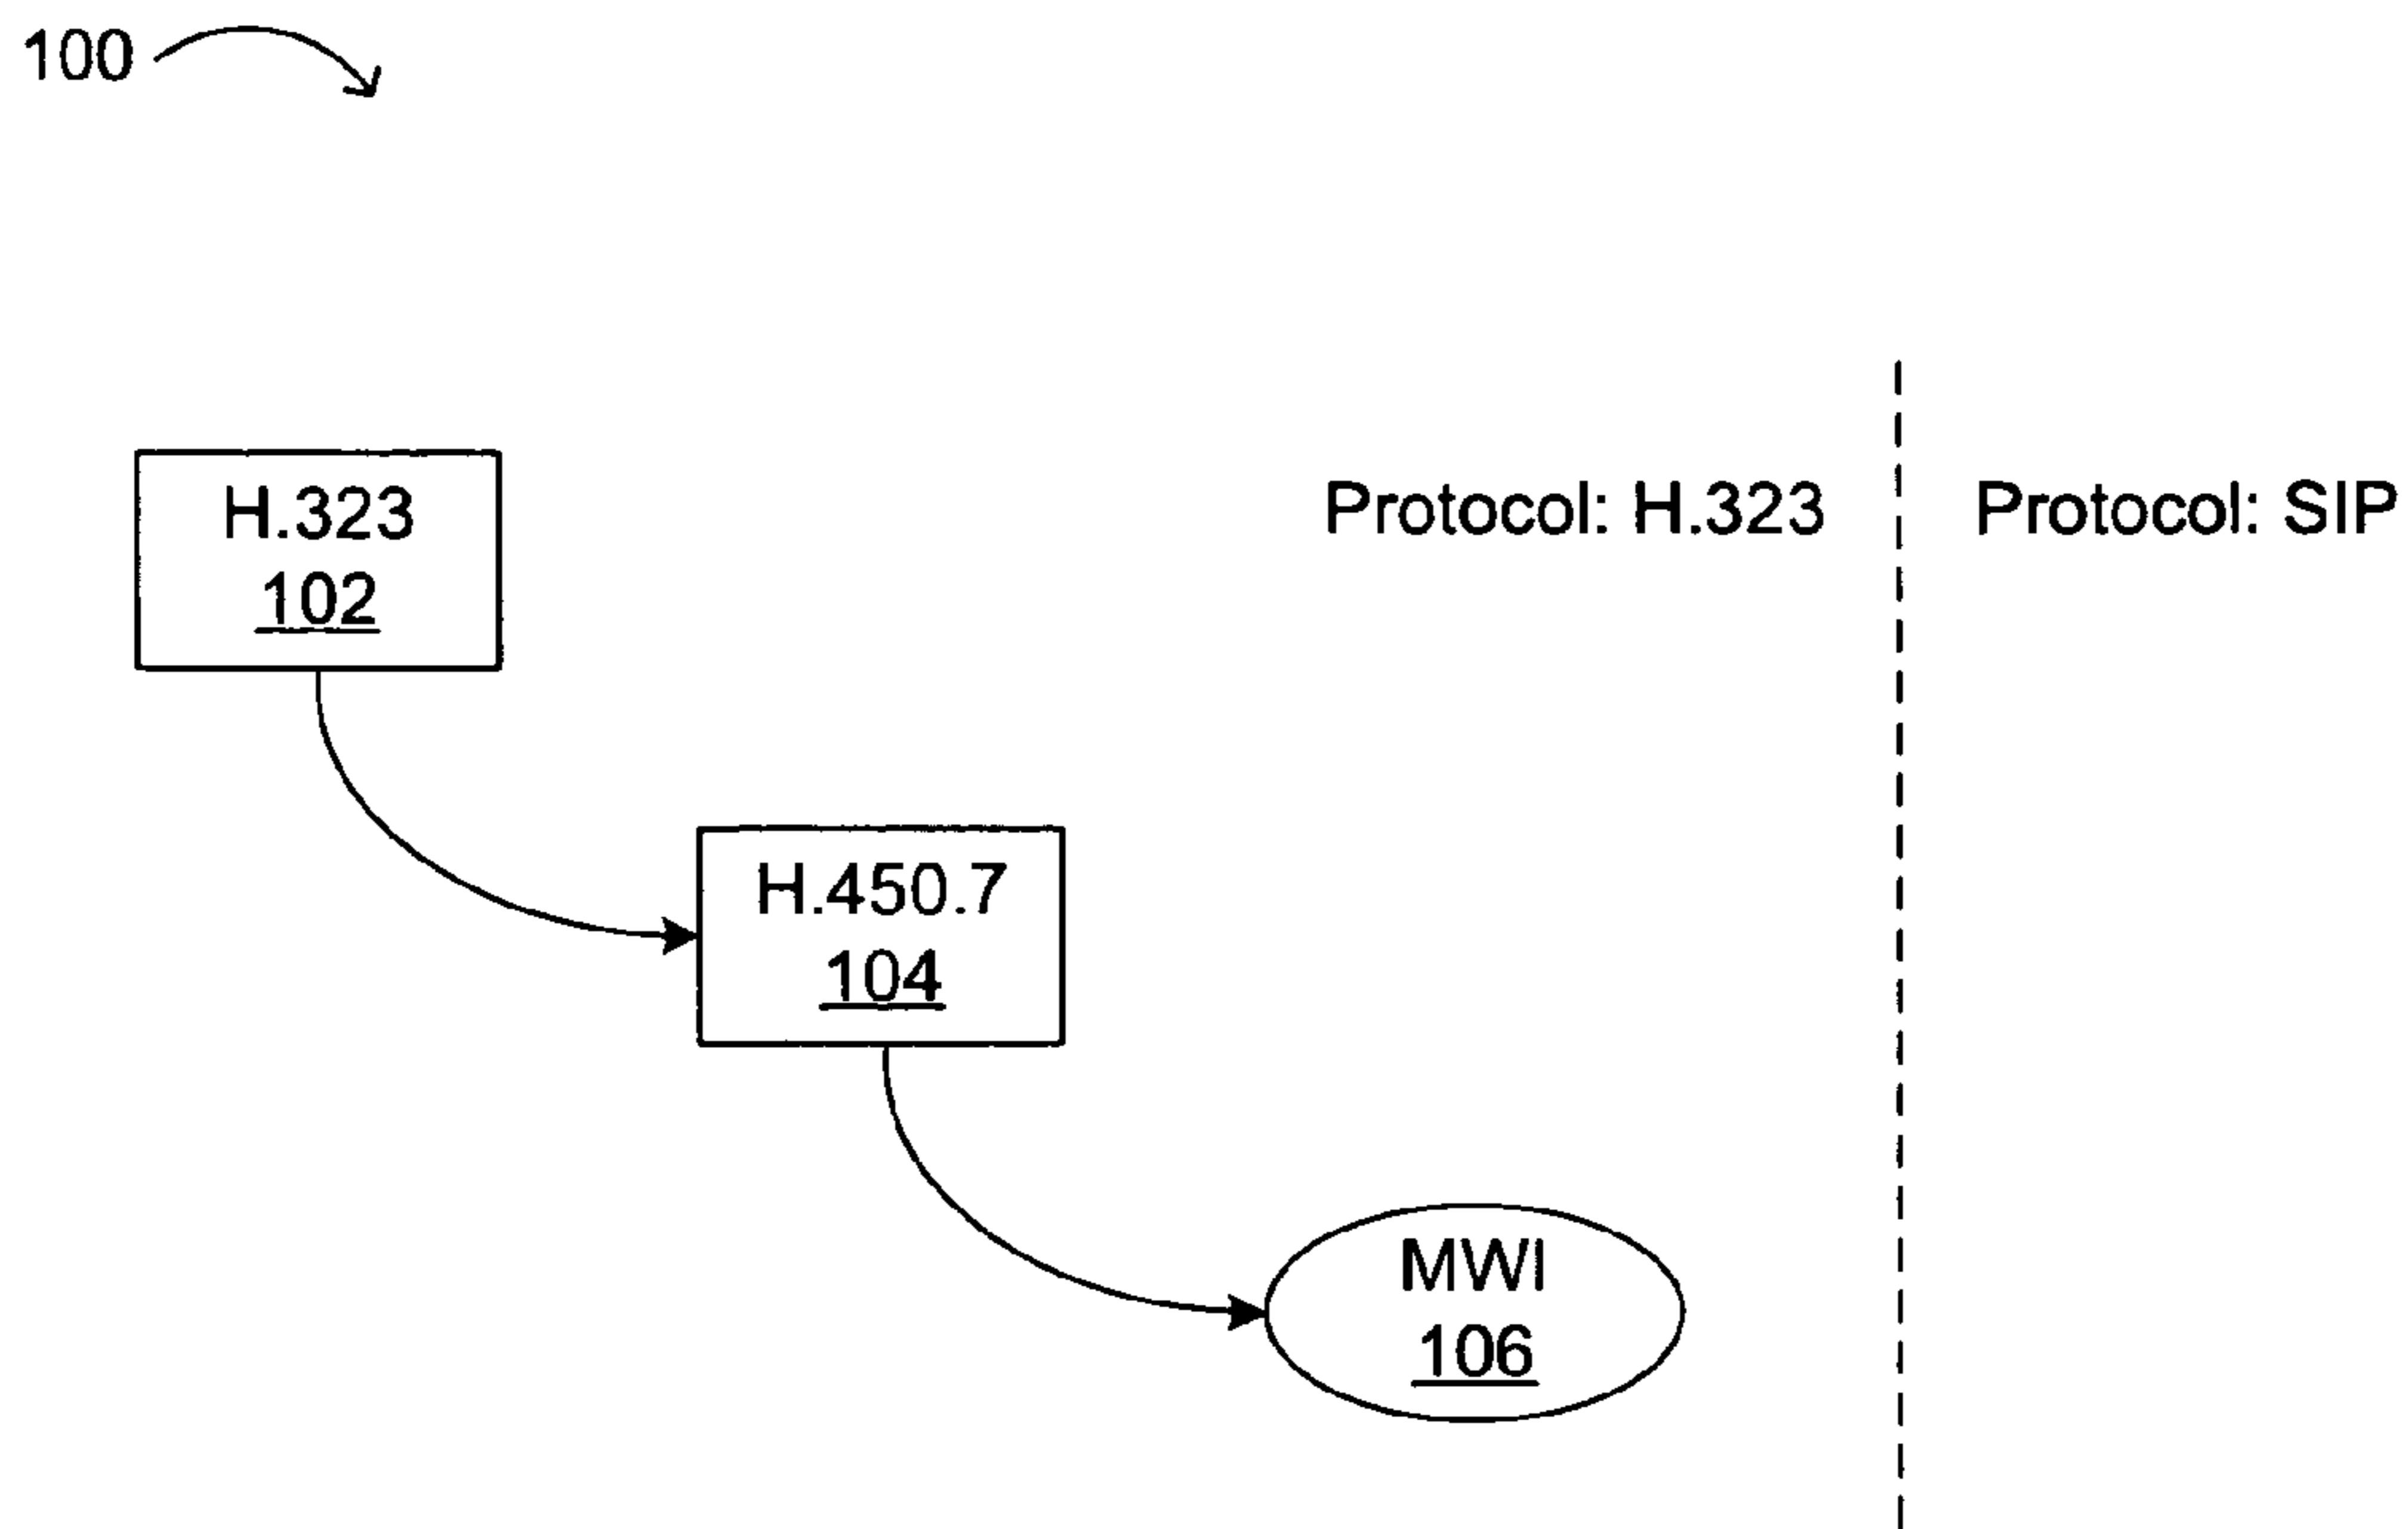 100
H.323
102
Protocol: H.323
Protocol: SIP
H.450.7
104
MWI
106